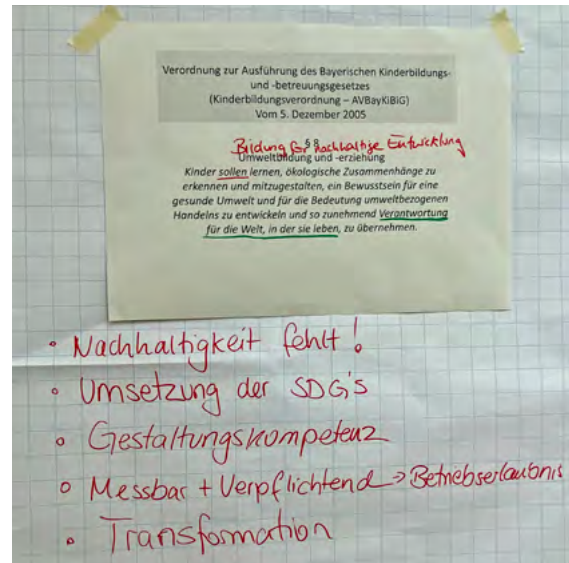 Verordnung zur Ausführung des Bayerischen Kinderbildungs-
und -betreuungsgesetzes
(Kinderbildungsverordnung – AVBayKiBiG)
Vom 5. Dezember 2005
§ 8
Bildung für nachhaltige Entwicklung
Umweltbildung und -erziehung
Kinder sollen lernen, ökologische Zusammenhänge zu
erkennen und mitzugestalten, ein Bewusstsein für eine
gesunde Umwelt und für die Bedeutung umweltbezogenen
Handelns zu entwickeln und so zunehmend Verantwortung
für die Welt, in der sie leben, zu übernehmen.
• Nachhaltigkeit fehlt!
• Umsetzung der SDG's
• Gestaltungskompetenz
• Messbar + Verpflichtend → Betriebserlaubnis
• Transformation